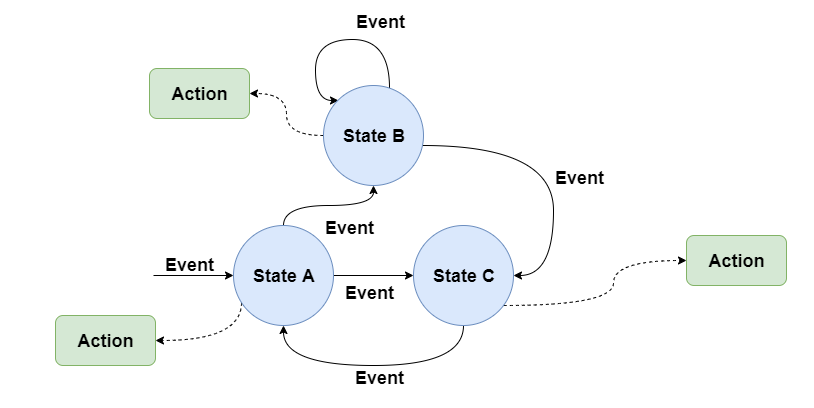 Event
Action
State B
Event
Event
Event
State A
State C
Action
Event
Action
Event